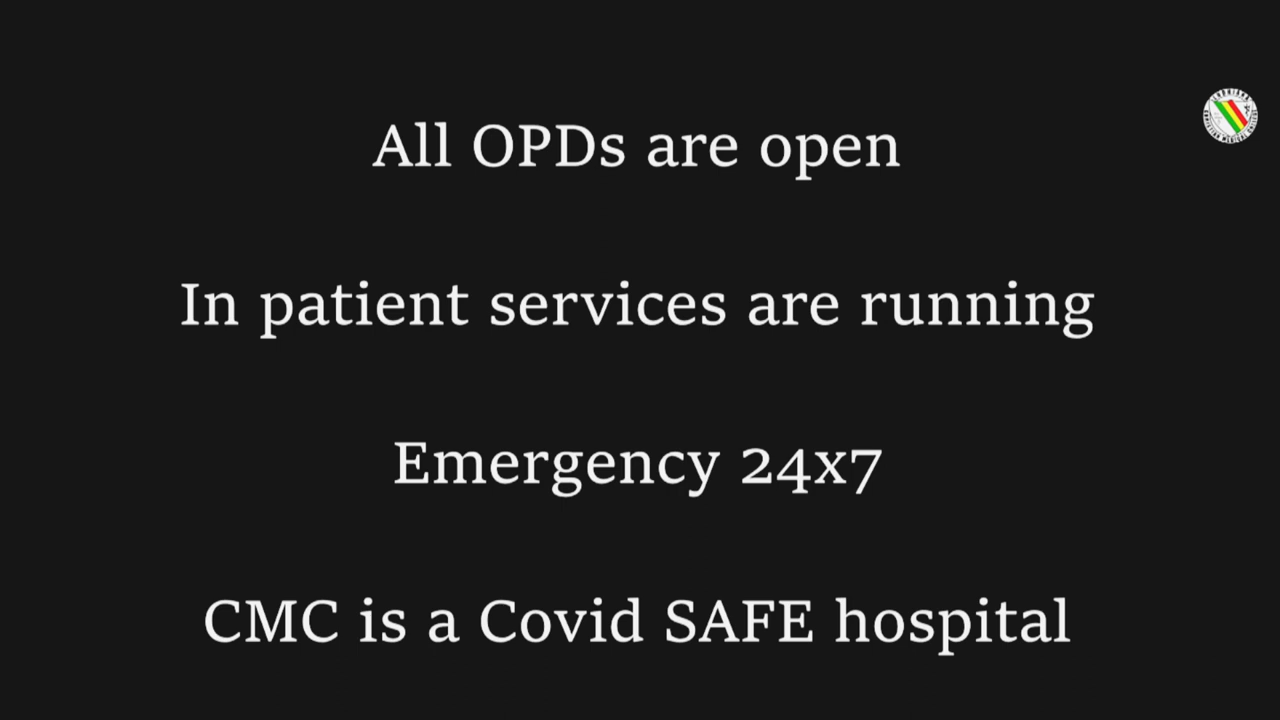 All OPDs are open
In patient services are running
Emergency 24x7
CMC is a Covid SAFE hospital